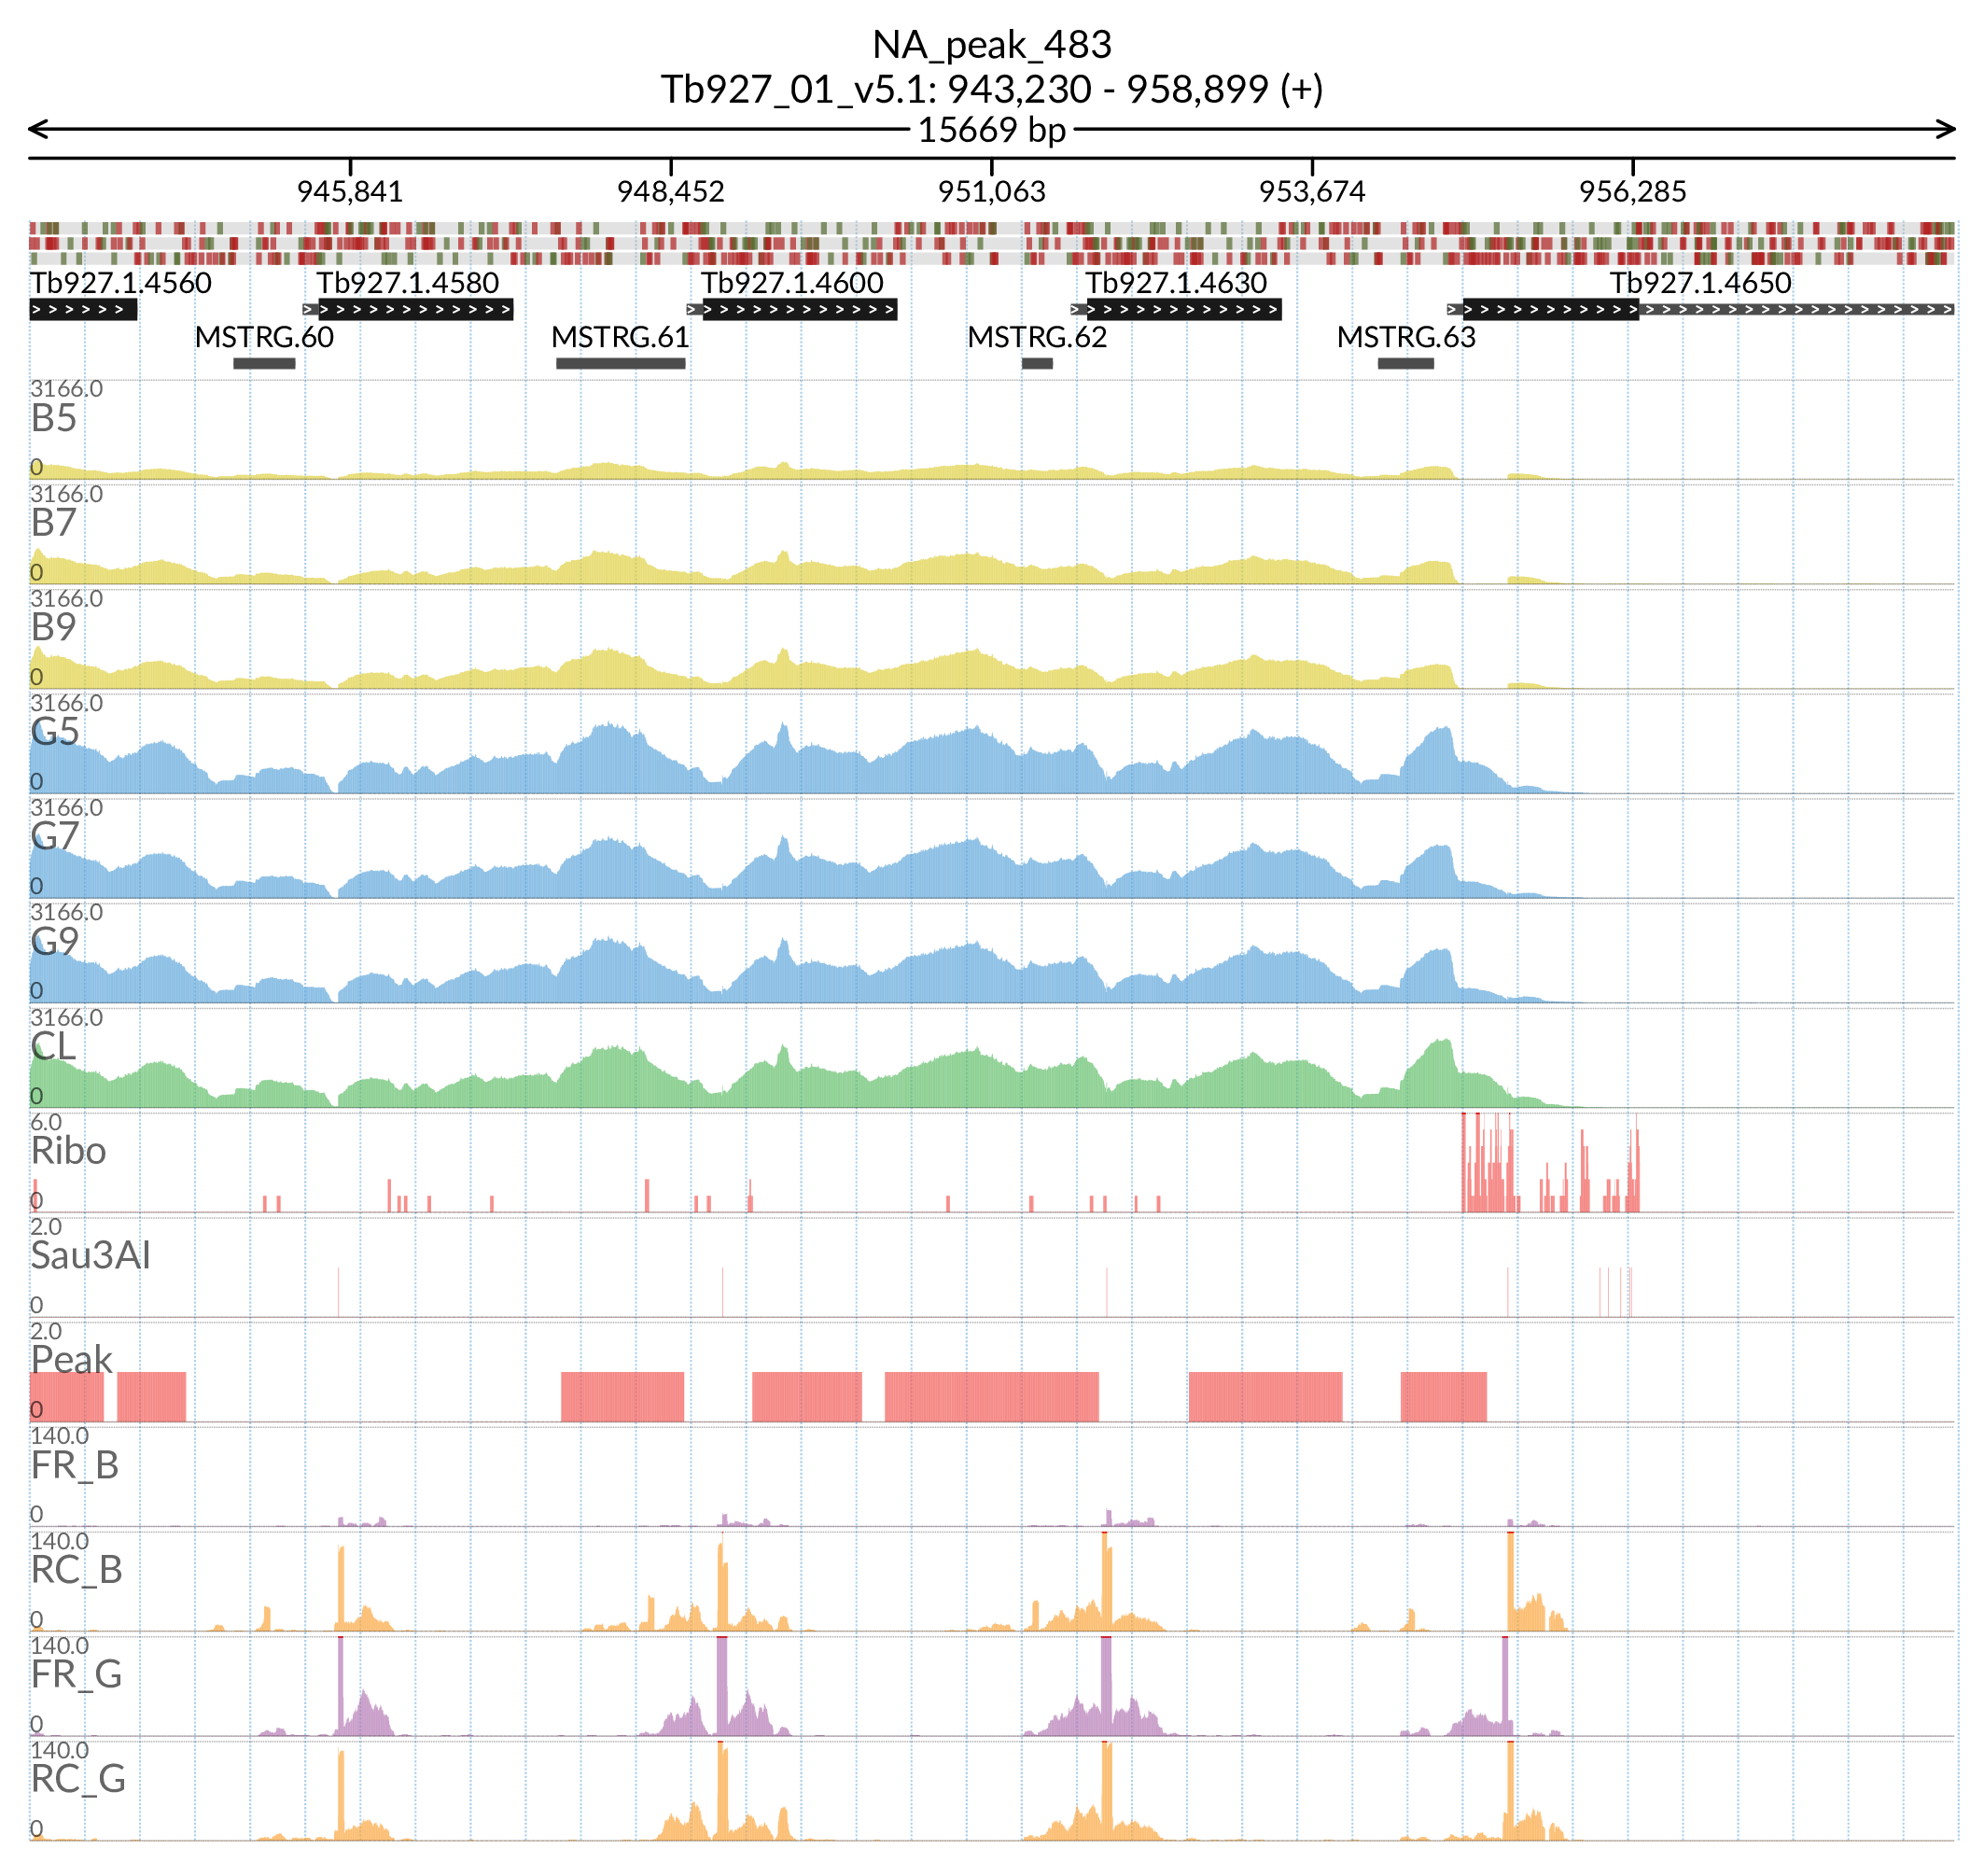 NA_peak_483
Tb927_01_v5.1: 943,230 - 958,899 (+)
15669 bp
945,841 948,452 951,063 953,674 956,285
Tb927.1.4560 Tb927.1.4580 Tb927.1.4600 Tb927.1.4630 Tb927.1.4650
MSTRG.60 MSTRG.61 MSTRG.62 MSTRG.63
3166.0
B5
0
3166.0
B7
0
3166.0
B9
0
3166.0
G5
0
3166.0
G7
0
3166.0
G9
0
3166.0
CL
0
6.0
Ribo
0
2.0
Sau3AI
0
2.0
Peak
0
140.0
FR_B
0
140.0
RC_B
0
140.0
FR_G
0
140.0
RC_G
0